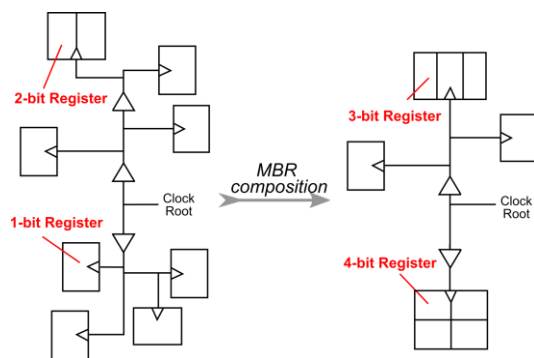 2-bit Register
1-bit Register
Clock
Root
MBR
composition
3-bit Register
4-bit Register
Clock
Root